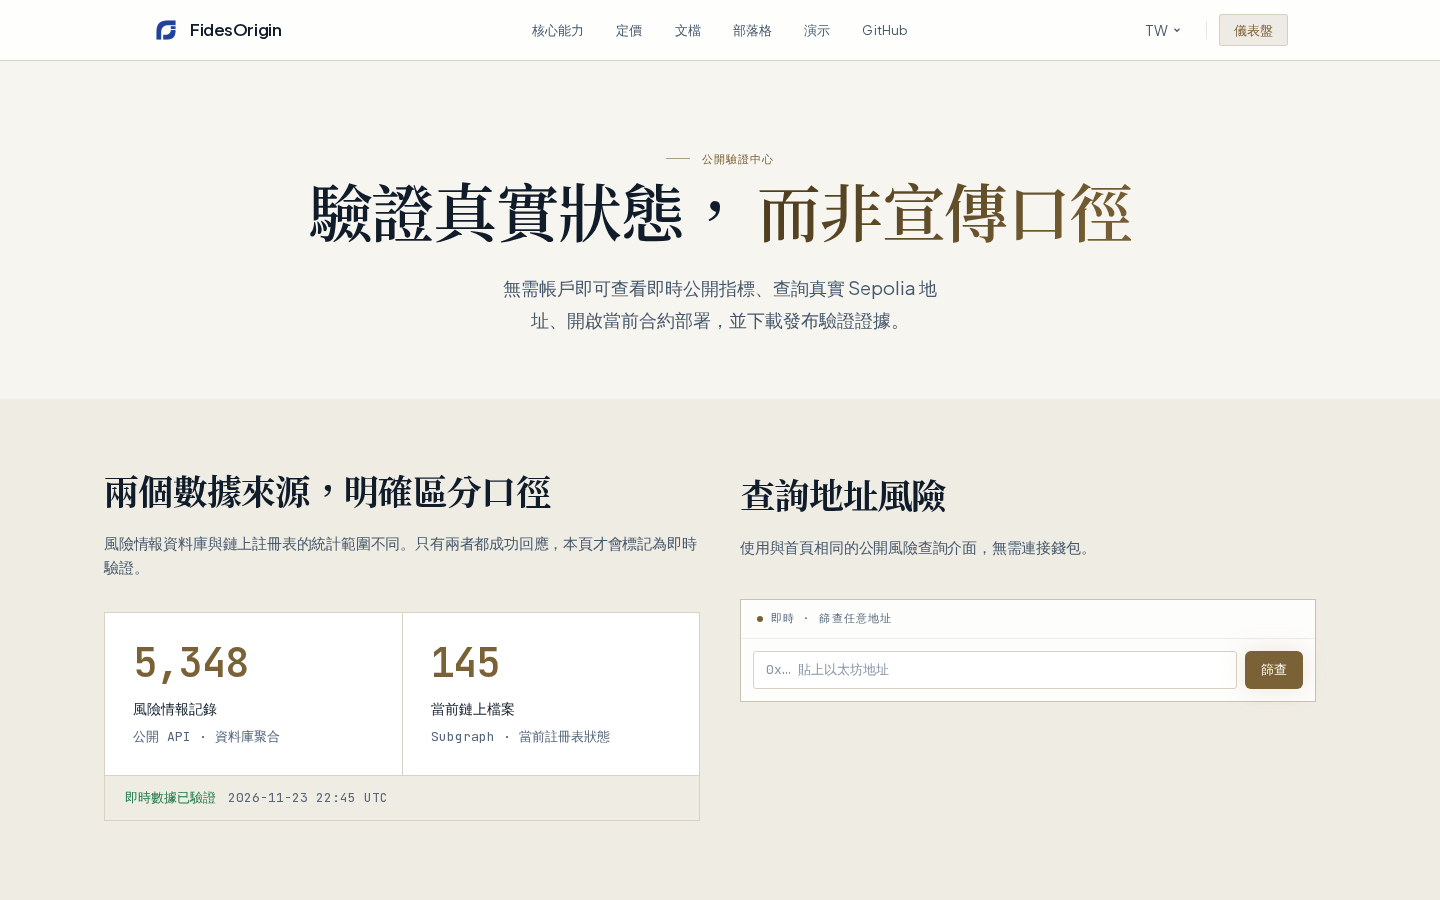 FidesOrigin
核心能力
定價
文檔
部落格
演示
GitHub
TW
儀表盤
公開驗證中心
驗證真實狀態， 而非宣傳口徑
無需帳戶即可查看即時公開指標、查詢真實 Sepolia 地
址、開啟當前合約部署，並下載發布驗證證據。
兩個數據來源，明確區分口徑
風險情報資料庫與鏈上註冊表的統計範圍不同。只有兩者都成功回應，本頁才會標記為即時
驗證。
5,348
風險情報記錄
公開 API · 資料庫聚合
145
當前鏈上檔案
Subgraph · 當前註冊表狀態
即時數據已驗證 2026-11-23 22:45 UTC
查詢地址風險
使用與首頁相同的公開風險查詢介面，無需連接錢包。
即時 · 篩查任意地址
0x… 貼上以太坊地址
篩查